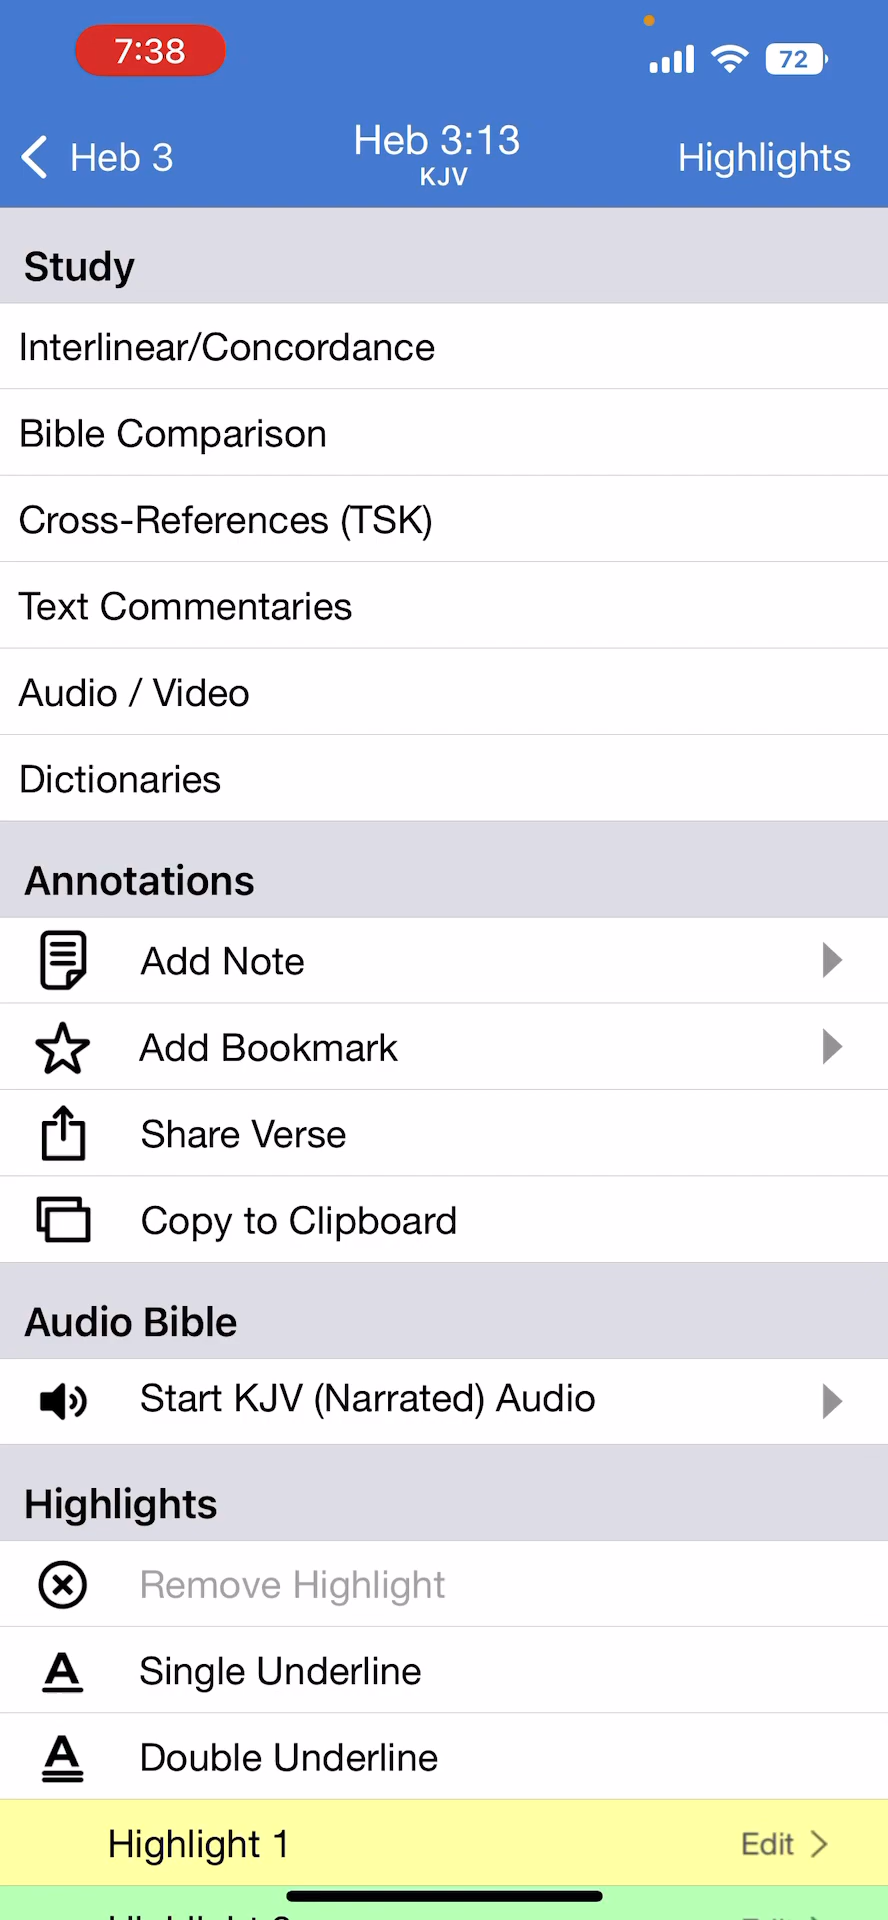 7:38
72
Heb 3
Heb 3:13
KJV
Highlights
Study
Interlinear/Concordance
Bible Comparison
Cross-References (TSK)
Text Commentaries
Audio / Video
Dictionaries
Annotations
Add Note
Add Bookmark
Share Verse
Copy to Clipboard
Audio Bible
Start KJV (Narrated) Audio
Highlights
Remove Highlight
A Single Underline
A Double Underline
Highlight 1
Edit